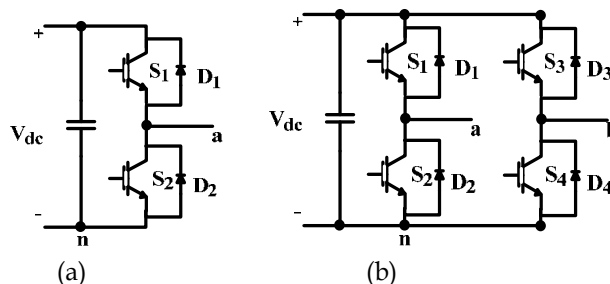 +
S1
D1
Vdc
a
S2
D2
-
n
(a)
+
S1
D1
S3
D3
Vdc
a
S2
D2
S4
D4
-
n
(b)